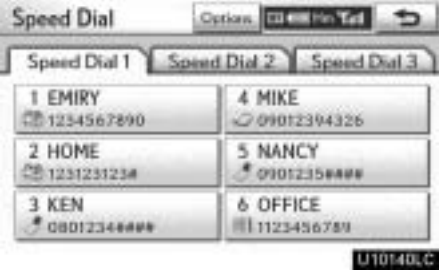 Speed Dial Options
Speed Dial 1 Speed Dial 2 Speed Dial 3
1 EMIRY
1234567890
4 MIKE
09012394326
2 HOME
123123123#
5 NANCY
0901235####
3 KEN
0801234####
6 OFFICE
1123456789
U10140LC